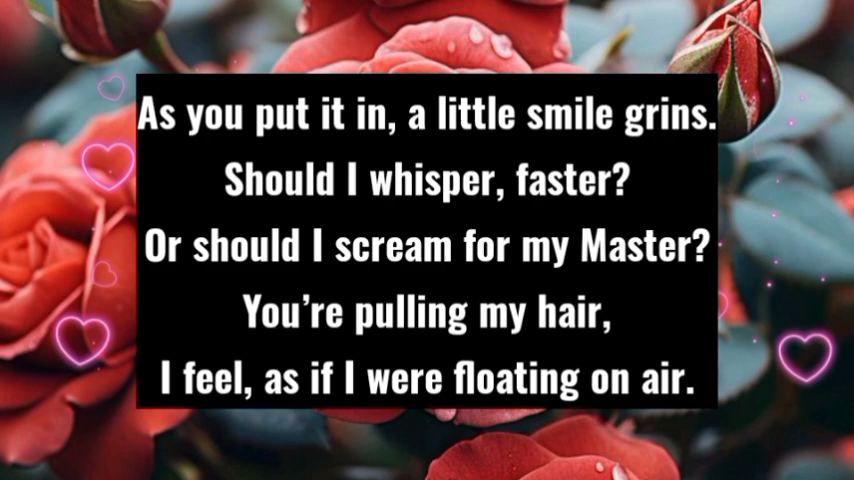 As you put it in, a little smile grins.
Should I whisper, faster?
Or should I scream for my Master?
You’re pulling my hair,
I feel, as if I were floating on air.